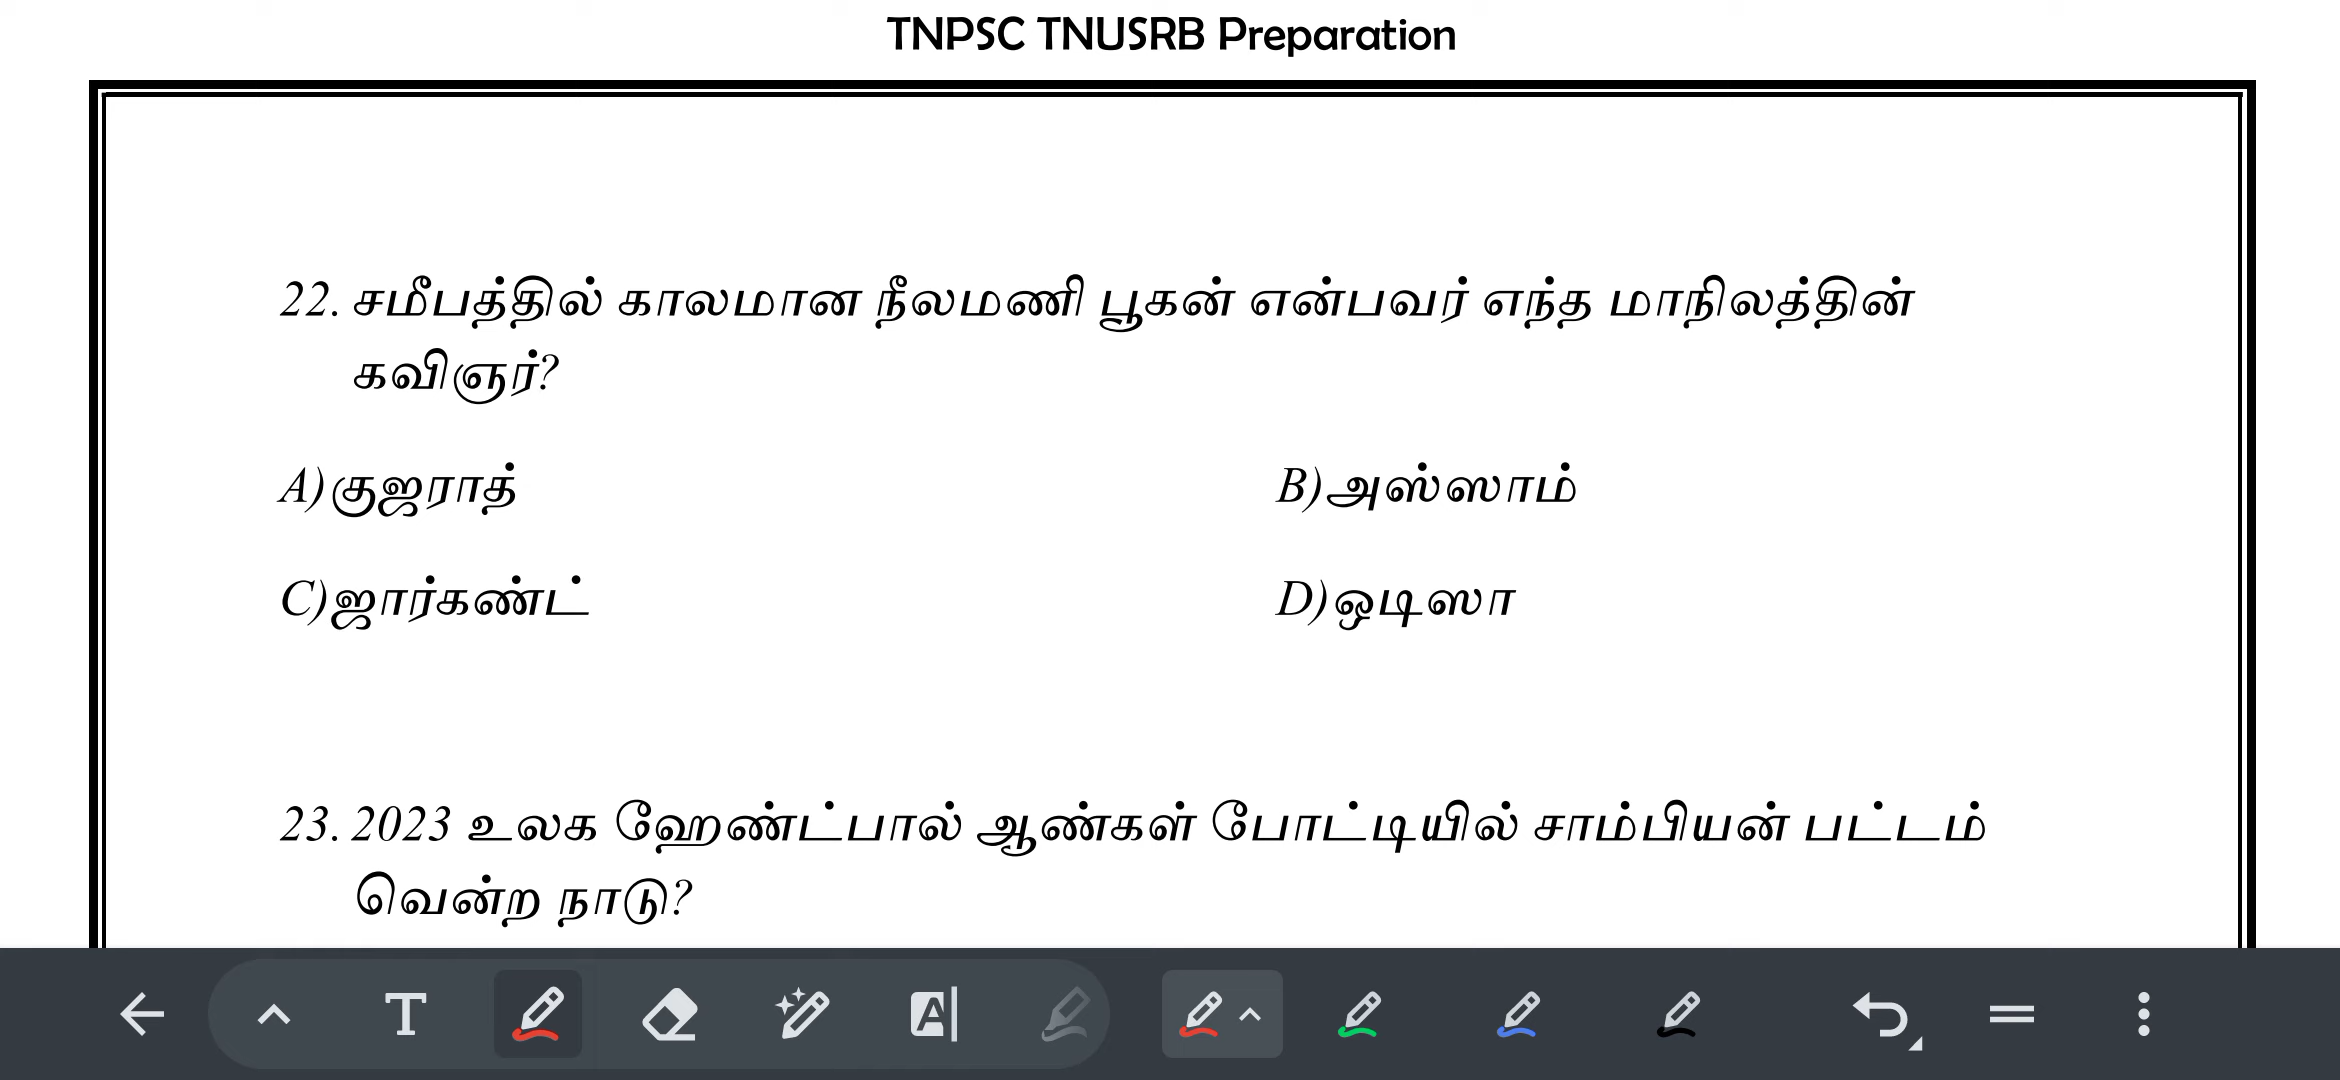 TNPSC TNUSRB Preparation
22. சமீபத்தில் காலமான நீலமணி பூகன் என்பவர் எந்த மாநிலத்தின்
கவிஞர்?
A)குஜராத்
B)அஸ்ஸாம்
C)ஜார்கண்ட்
D)ஒடிஸா
23. 2023 உலக ஹேண்ட்பால் ஆண்கள் போட்டியில் சாம்பியன் பட்டம்
வென்ற நாடு?